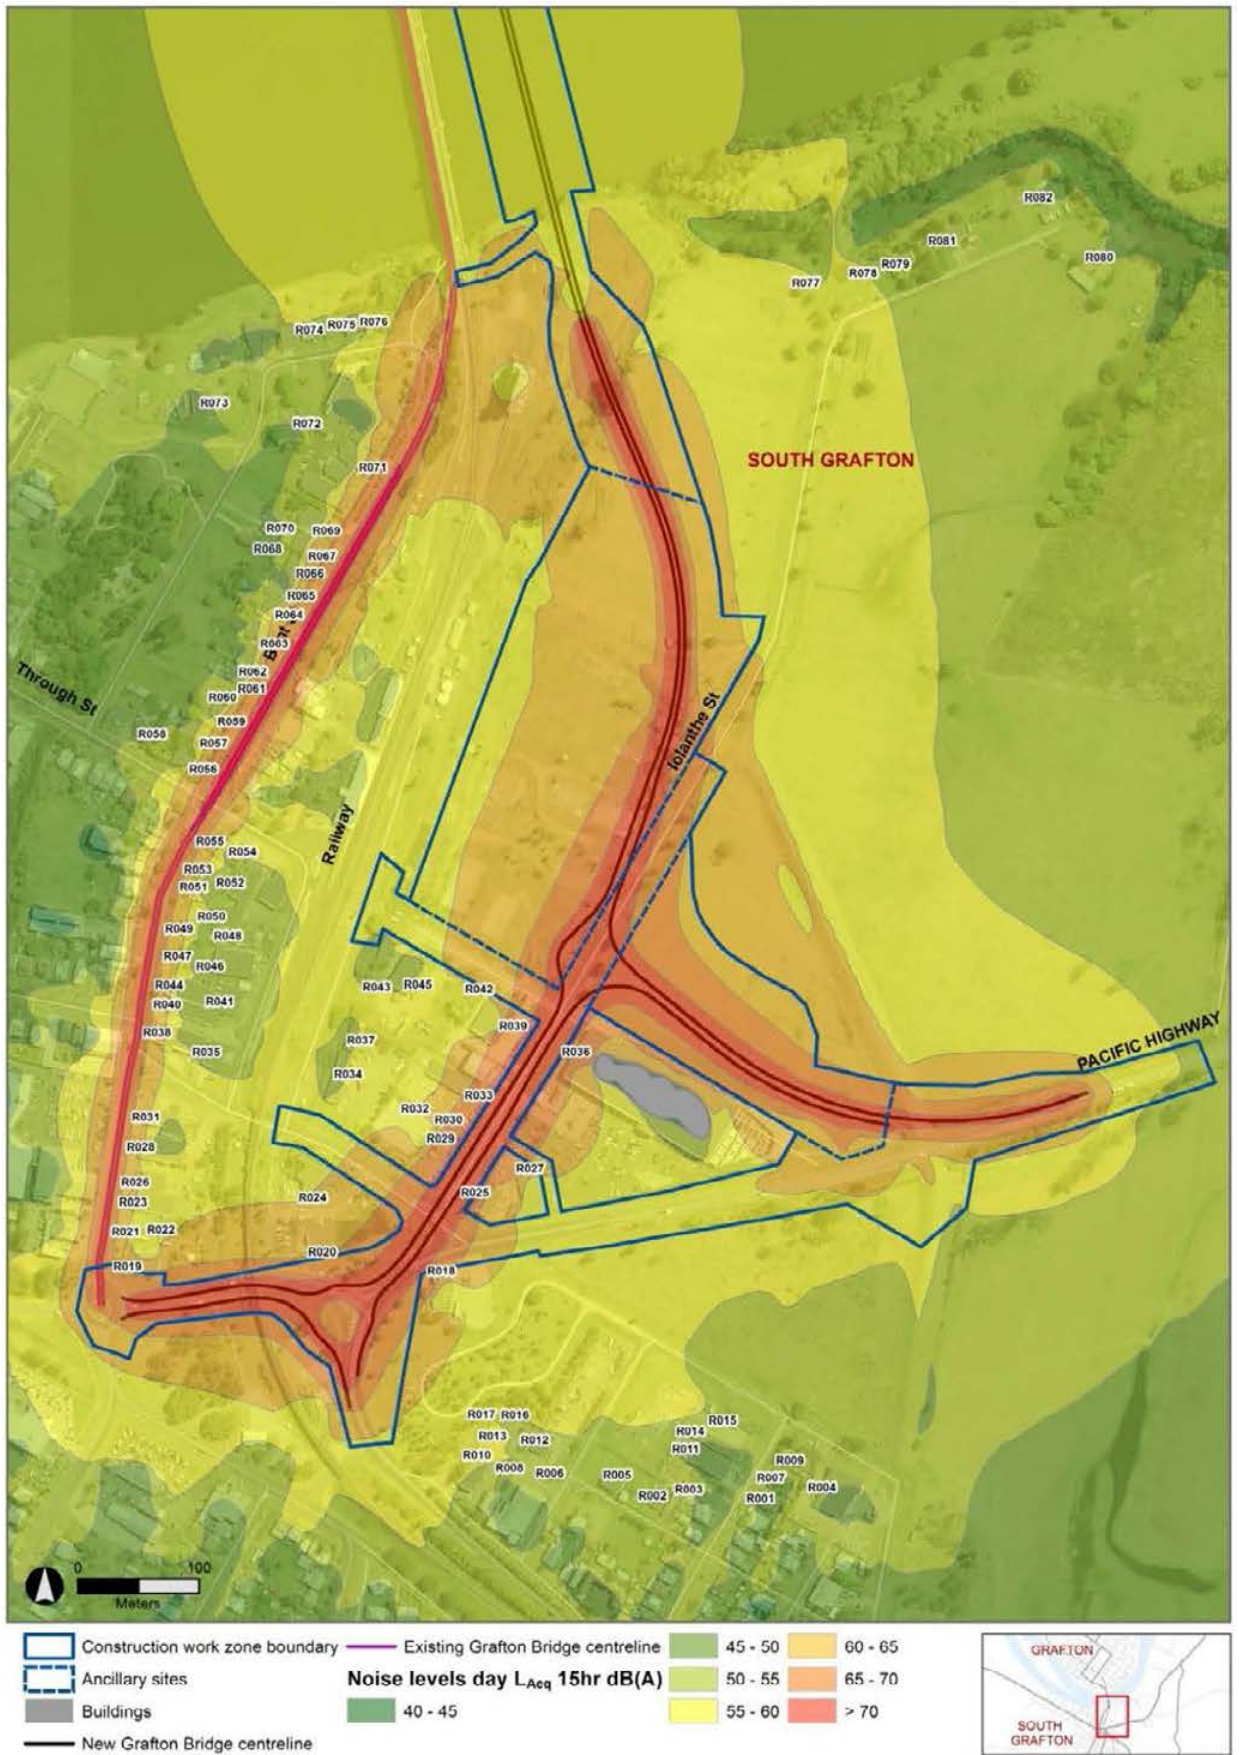 R082
R081
R080
R079
R078
R077
R074 R075 R076
R073
R072
SOUTH GRAFTON
R071
R070 R069
R068
R067
R066
R065
R064
R063
R062
R061
R060
Through St
R059
R058
R057
Iolanthe St
R056
Railway
R055
R054
R053
R051 R052
R050
R049
R048
R047
R046
R044
R043 R045 R042
R040 R041
R039
PACIFIC HIGHWAY
R038
R037
R035
R036
R034
R033
R032
R031
R030
R029
R028
R027
R026
R025
R024
R023
R021 R022
R020
R019
R018
R017 R016
R015
R014
R013 R012
R011
R010
R009
R008 R006 R005
R007
R004
R003
R002
R001
0 100
Meters
Construction work zone boundary
Existing Grafton Bridge centreline
45 - 50
60 - 65
Ancillary sites
Noise levels day LAeq 15hr dB(A)
50 - 55
65 - 70
Buildings
40 - 45
55 - 60
> 70
New Grafton Bridge centreline
GRAFTON
SOUTH
GRAFTON